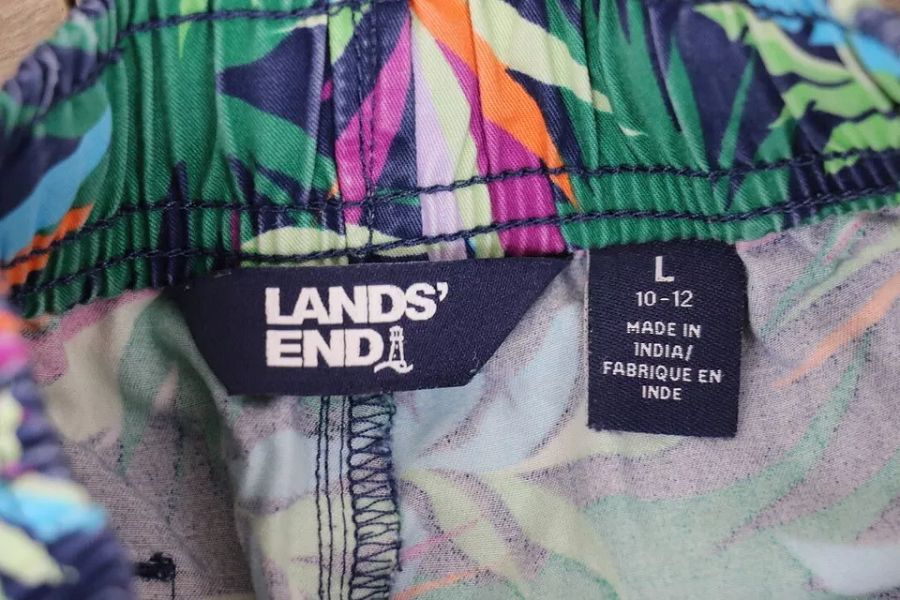 LANDS'
END
L
10-12
MADE IN
INDIA/
FABRIQUE EN
INDE